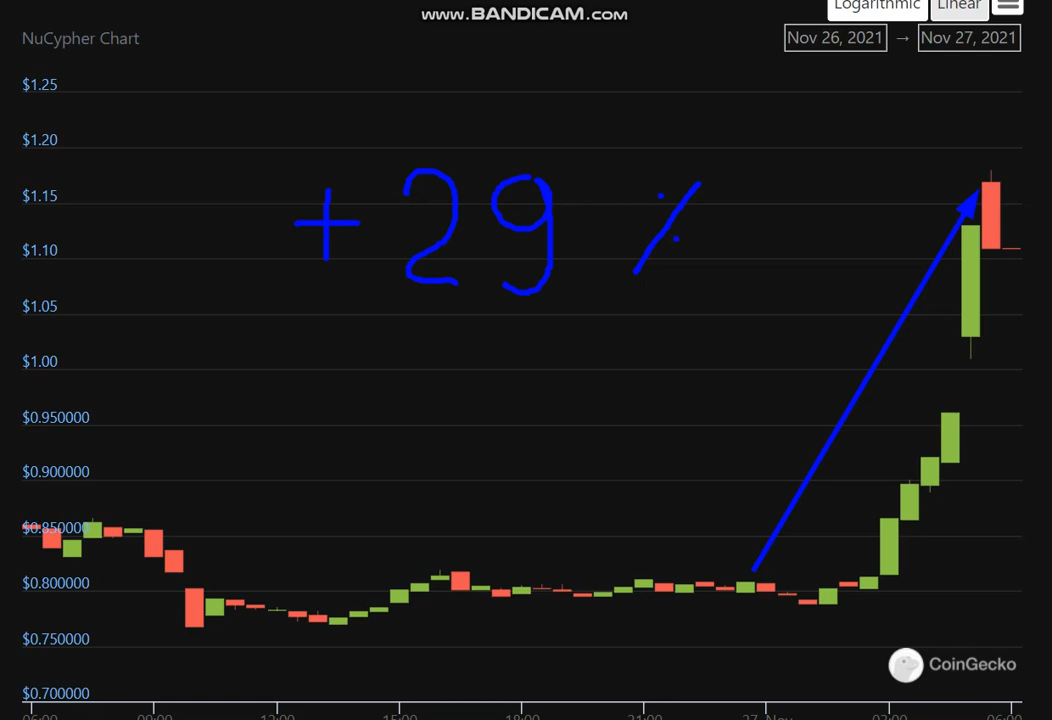 Logarithmic Linear
www.BANDICAM.com
NuCypher Chart
Nov 26, 2021 → Nov 27, 2021
$1.25
$1.20
+29%
$1.15
$1.10
$1.05
$1.00
$0.950000
$0.900000
$0.850000
$0.800000
$0.750000
CoinGecko
$0.700000
06:00 09:00 12:00 15:00 18:00 21:00 27. Nov 03:00 06:00